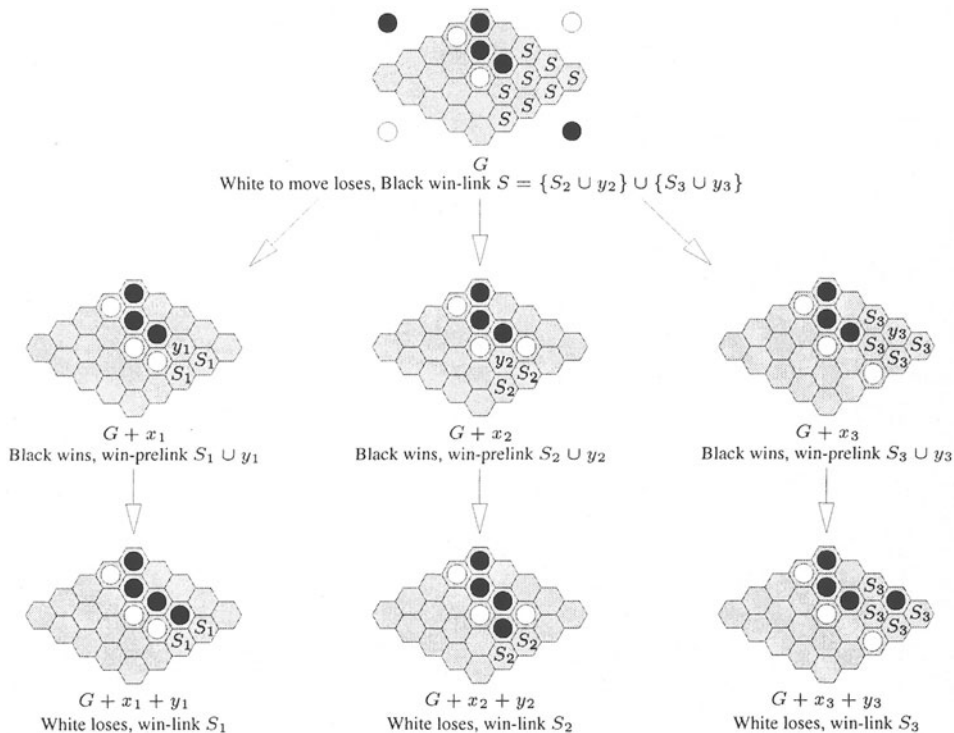 S
S
S S
S S
S
S
G
White to move loses, Black win-link S = {S₂ ∪ y₂} ∪ {S₃ ∪ y₃}
y₁
S₁
S₁
G + x₁
Black wins, win-prelink S₁ ∪ y₁
y₂
S₂
S₂
G + x₂
Black wins, win-prelink S₂ ∪ y₂
S₃
y₃
S₃ S₃
S₃
G + x₃
Black wins, win-prelink S₃ ∪ y₃
S₁
S₁
G + x₁ + y₁
White loses, win-link S₁
S₂
S₂
G + x₂ + y₂
White loses, win-link S₂
S₃
S₃ S₃
S₃
G + x₃ + y₃
White loses, win-link S₃